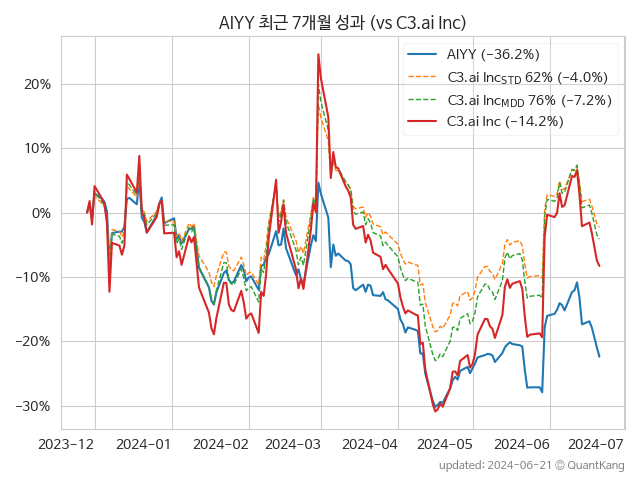 AIYY 최근 7개월 성과 (vs C3.ai Inc)
AIYY (−36.2%)
C3.ai Inc_STD 62% (−4.0%)
C3.ai Inc_MDD 76% (−7.2%)
C3.ai Inc (−14.2%)
20%
10%
0%
−10%
−20%
−30%
2023-12 2024-01 2024-02 2024-03 2024-04 2024-05 2024-06 2024-07
updated: 2024-06-21 © QuantKang